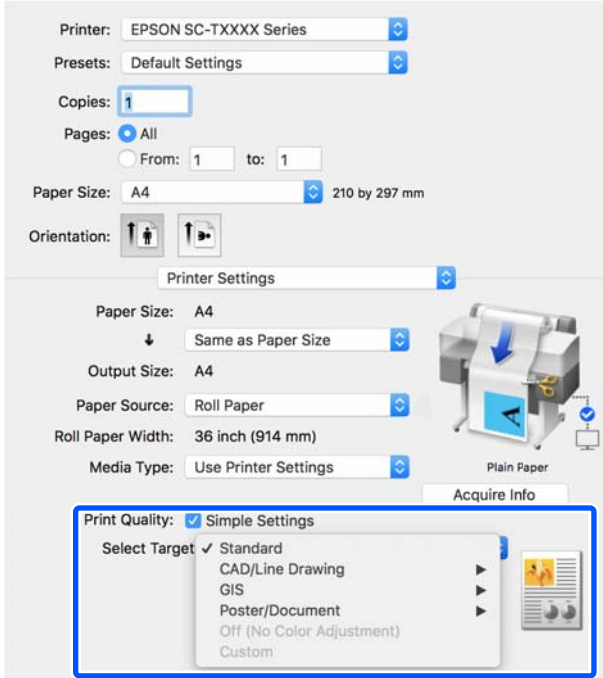 Printer: EPSON SC-TXXXX Series
Presets: Default Settings
Copies: 1
Pages: All
From: 1 to: 1
Paper Size: A4 210 by 297 mm
Orientation:
Printer Settings
Paper Size: A4
Same as Paper Size
Output Size: A4
Paper Source: Roll Paper
Roll Paper Width: 36 inch (914 mm)
Media Type: Use Printer Settings
Plain Paper
Acquire Info
Print Quality: Simple Settings
Select Target
Standard
CAD/Line Drawing
GIS
Poster/Document
Off (No Color Adjustment)
Custom
A